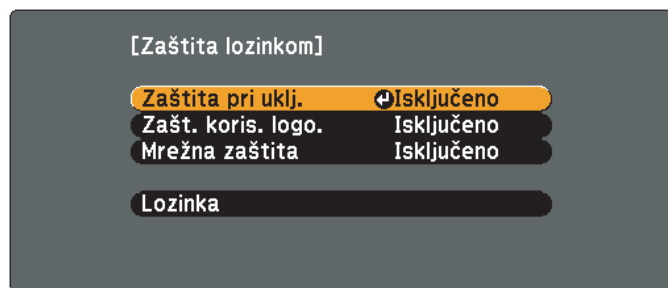 [Zaštita lozinkom]
Zaštita pri uklj. Isključeno
Zašt. koris. logo. Isključeno
Mrežna zaštita Isključeno
Lozinka